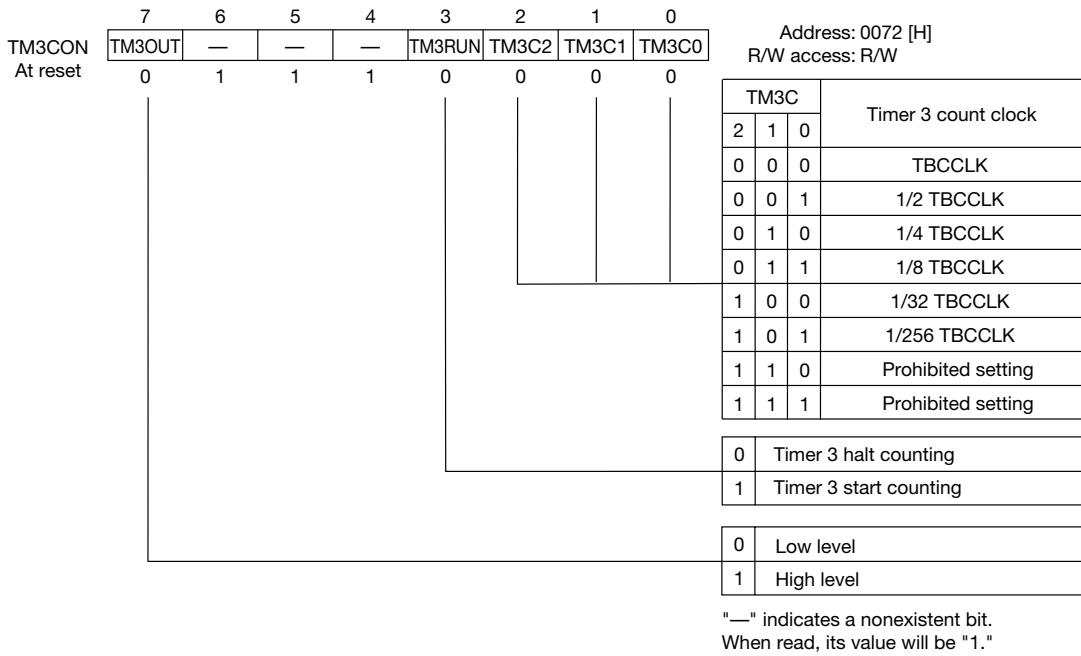 7 6 5 4 3 2 1 0
TM3CON TM3OUT — — — TM3RUN TM3C2 TM3C1 TM3C0
At reset 0 1 1 1 0 0 0 0
Address: 0072 [H]
R/W access: R/W
TM3C Timer 3 count clock
2 1 0
0 0 0 TBCCLK
0 0 1 1/2 TBCCLK
0 1 0 1/4 TBCCLK
0 1 1 1/8 TBCCLK
1 0 0 1/32 TBCCLK
1 0 1 1/256 TBCCLK
1 1 0 Prohibited setting
1 1 1 Prohibited setting
0 Timer 3 halt counting
1 Timer 3 start counting
0 Low level
1 High level
"—" indicates a nonexistent bit.
When read, its value will be "1."